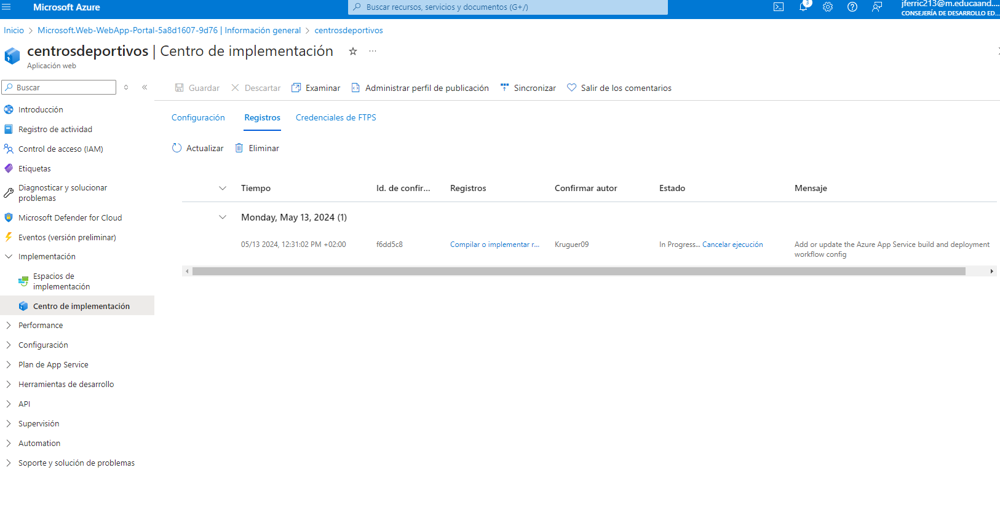 Microsoft Azure
Buscar recursos, servicios y documentos (G+/)
3
jferric213@m.educaand....
CONSEJERÍA DE DESARROLLO ED...
Inicio > Microsoft.Web-WebApp-Portal-5a8d1607-9d76 | Información general > centrosdeportivos
centrosdeportivos | Centro de implementación
Aplicación web
Buscar
Guardar Descartar Examinar Administrar perfil de publicación Sincronizar Salir de los comentarios
Introducción
Registro de actividad
Control de acceso (IAM)
Etiquetas
Diagnosticar y solucionar
problemas
Microsoft Defender for Cloud
Eventos (versión preliminar)
Implementación
Espacios de
implementación
Centro de implementación
Performance
Configuración
Plan de App Service
Herramientas de desarrollo
API
Supervisión
Automation
Soporte y solución de problemas
Configuración Registros Credenciales de FTPS
Actualizar Eliminar
Tiempo Id. de confir... Registros Confirmar autor Estado Mensaje
Monday, May 13, 2024 (1)
05/13 2024, 12:31:02 PM +02:00 f6dd5c8 Compilar o implementar r... Kruguer09 In Progress... Cancelar ejecución Add or update the Azure App Service build and deployment
workflow config